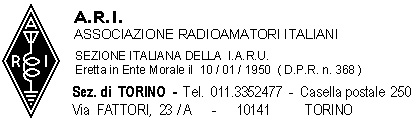 A.R.I.
ASSOCIAZIONE RADIOAMATORI ITALIANI
SEZIONE ITALIANA DELLA I.A.R.U.
Eretta in Ente Morale il 10 / 01 / 1950 ( D.P.R. n. 368 )
Sez. di TORINO - Tel. 011.3352477 - Casella postale 250
Via FATTORI, 23 /A - 10141 TORINO
A
R I